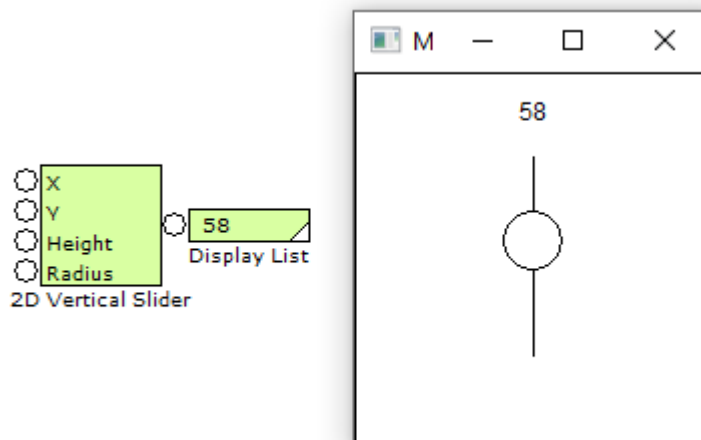 X
Y
Height
Radius
2D Vertical Slider
58
Display List
M
58